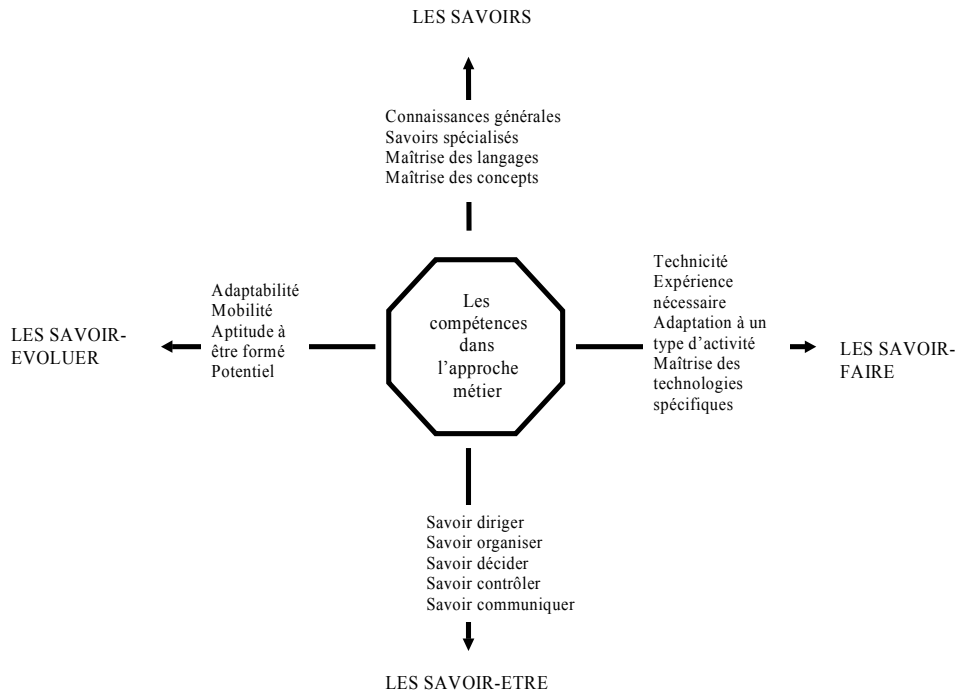 LES SAVOIRS
Connaissances générales
Savoirs spécialisés
Maîtrise des langages
Maîtrise des concepts
LES SAVOIR-
EVOLUER
Adaptabilité
Mobilité
Aptitude à
être formé
Potentiel
Les
compétences
dans
l’approche
métier
Technicité
Expérience
nécessaire
Adaptation à un
type d’activité
Maîtrise des
technologies
spécifiques
LES SAVOIR-
FAIRE
Savoir diriger
Savoir organiser
Savoir décider
Savoir contrôler
Savoir communiquer
LES SAVOIR-ETRE